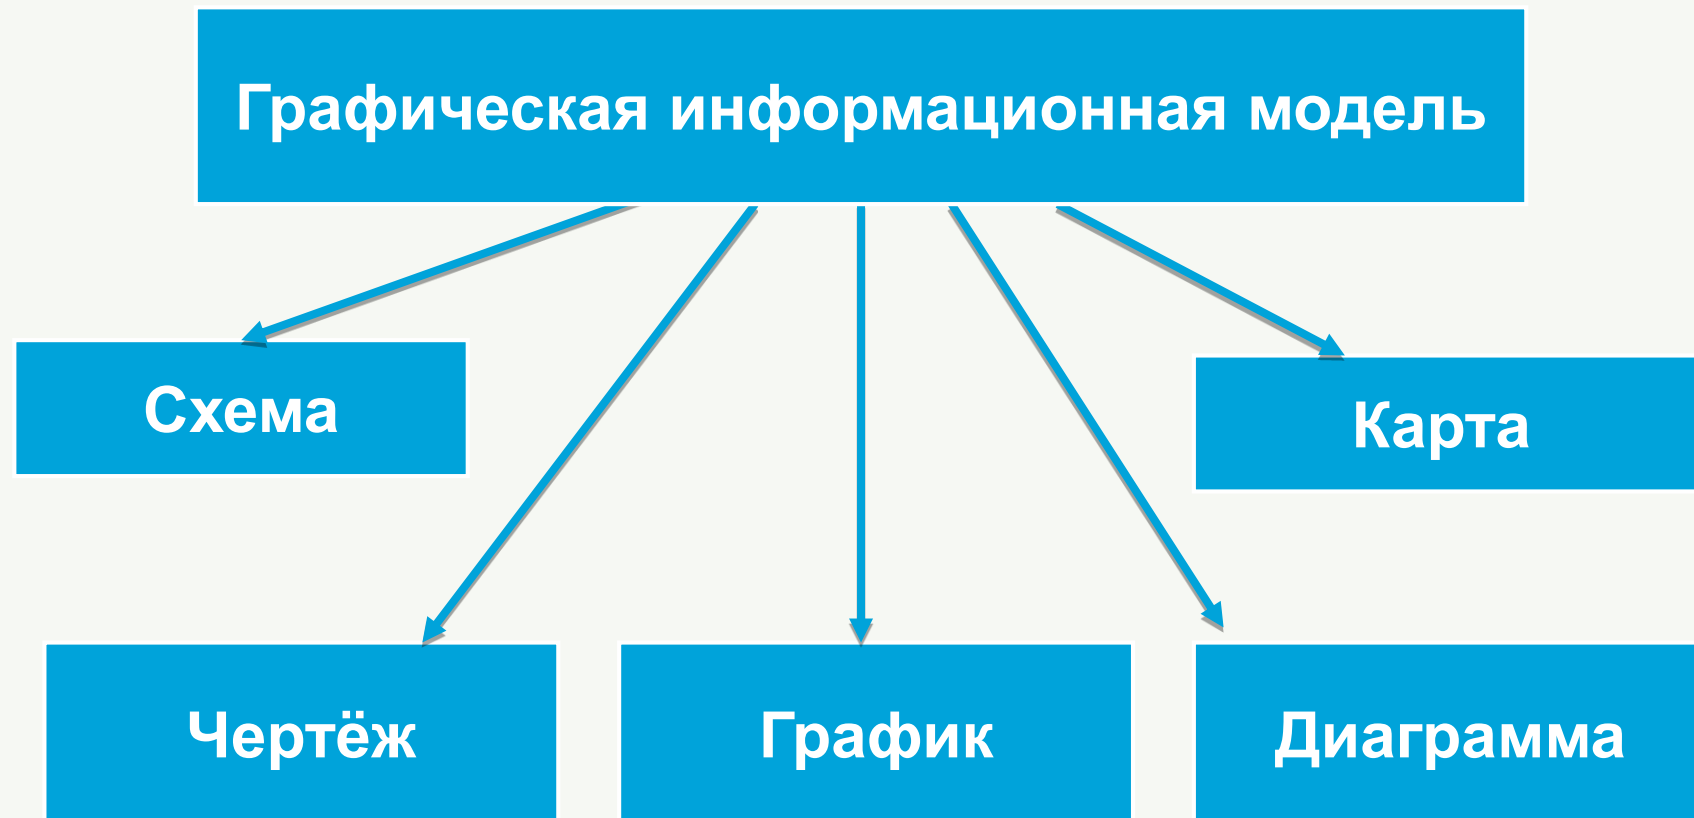 Графическая информационная модель
Схема
Карта
Чертёж
График
Диаграмма